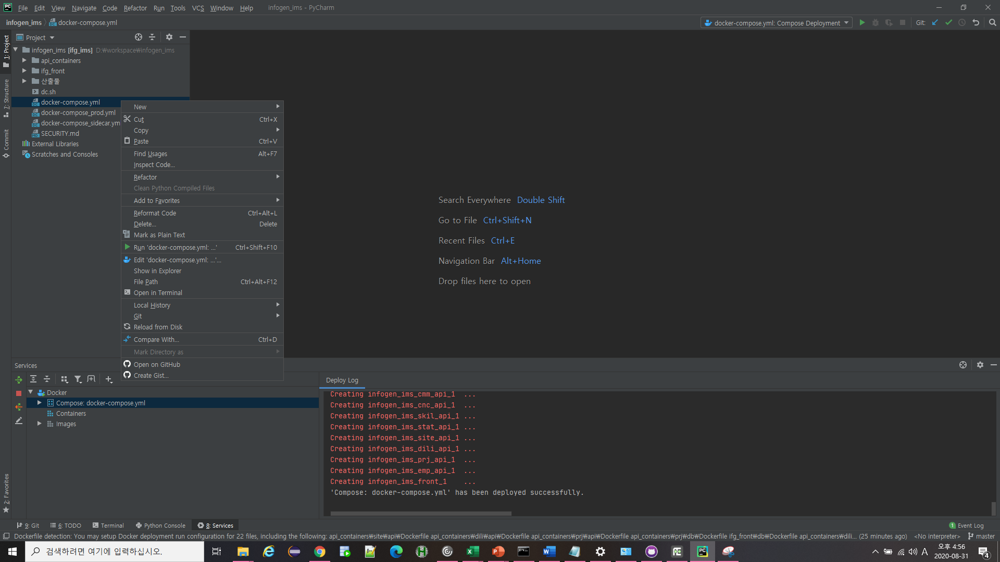 PC File Edit View Navigate Code Refactor Run Tools VCS Window Help infogen_ims - PyCharm
infogen_ims docker-compose.yml docker-compose.yml: Compose Deployment Git:
1: Project
7: Structure
Commit
2: Favorites
Project
infogen_ims [ifg_ims] D:₩workspace₩infogen_ims
api_containers
ifg_front
산출물
dc.sh
docker-compose.yml
docker-compose_prod.yml
docker-compose_sidecar.ym
SECURITY.md
External Libraries
Scratches and Consoles
New
Cut Ctrl+X
Copy
Paste Ctrl+V
Find Usages Alt+F7
Inspect Code...
Refactor
Clean Python Compiled Files
Add to Favorites
Reformat Code Ctrl+Alt+L
Delete... Delete
Mark as Plain Text
Run 'docker-compose.yml: ...' Ctrl+Shift+F10
Edit 'docker-compose.yml: ...'...
Show in Explorer
File Path Ctrl+Alt+F12
Open in Terminal
Local History
Git
Reload from Disk
Compare With... Ctrl+D
Mark Directory as
Open on GitHub
Create Gist...
Search Everywhere Double Shift
Go to File Ctrl+Shift+N
Recent Files Ctrl+E
Navigation Bar Alt+Home
Drop files here to open
Services
Docker
Compose: docker-compose.yml
Containers
Images
Deploy Log
Creating infogen_ims_cmm_api_1 ...
Creating infogen_ims_cnc_api_1 ...
Creating infogen_ims_skil_api_1 ...
Creating infogen_ims_stat_api_1 ...
Creating infogen_ims_site_api_1 ...
Creating infogen_ims_dili_api_1 ...
Creating infogen_ims_prj_api_1 ...
Creating infogen_ims_emp_api_1 ...
Creating infogen_ims_front_1 ...
'Compose: docker-compose.yml' has been deployed successfully.
9: Git 6: TODO Terminal Python Console 8: Services 1 Event Log
Dockerfile detection: You may setup Docker deployment run configuration for 22 files, including the following: api_containers₩site₩api₩Dockerfile api_containers₩dili₩api₩Dockerfile api_containers₩prj₩api₩Dockerfile api_containers₩prj₩db₩Dockerfile ifg_front₩db₩Dockerfile api_containers₩dili... (25 minutes ago) <No interpreter> master
검색하려면 여기에 입력하십시오. A 오후 4:56
2020-08-31 4